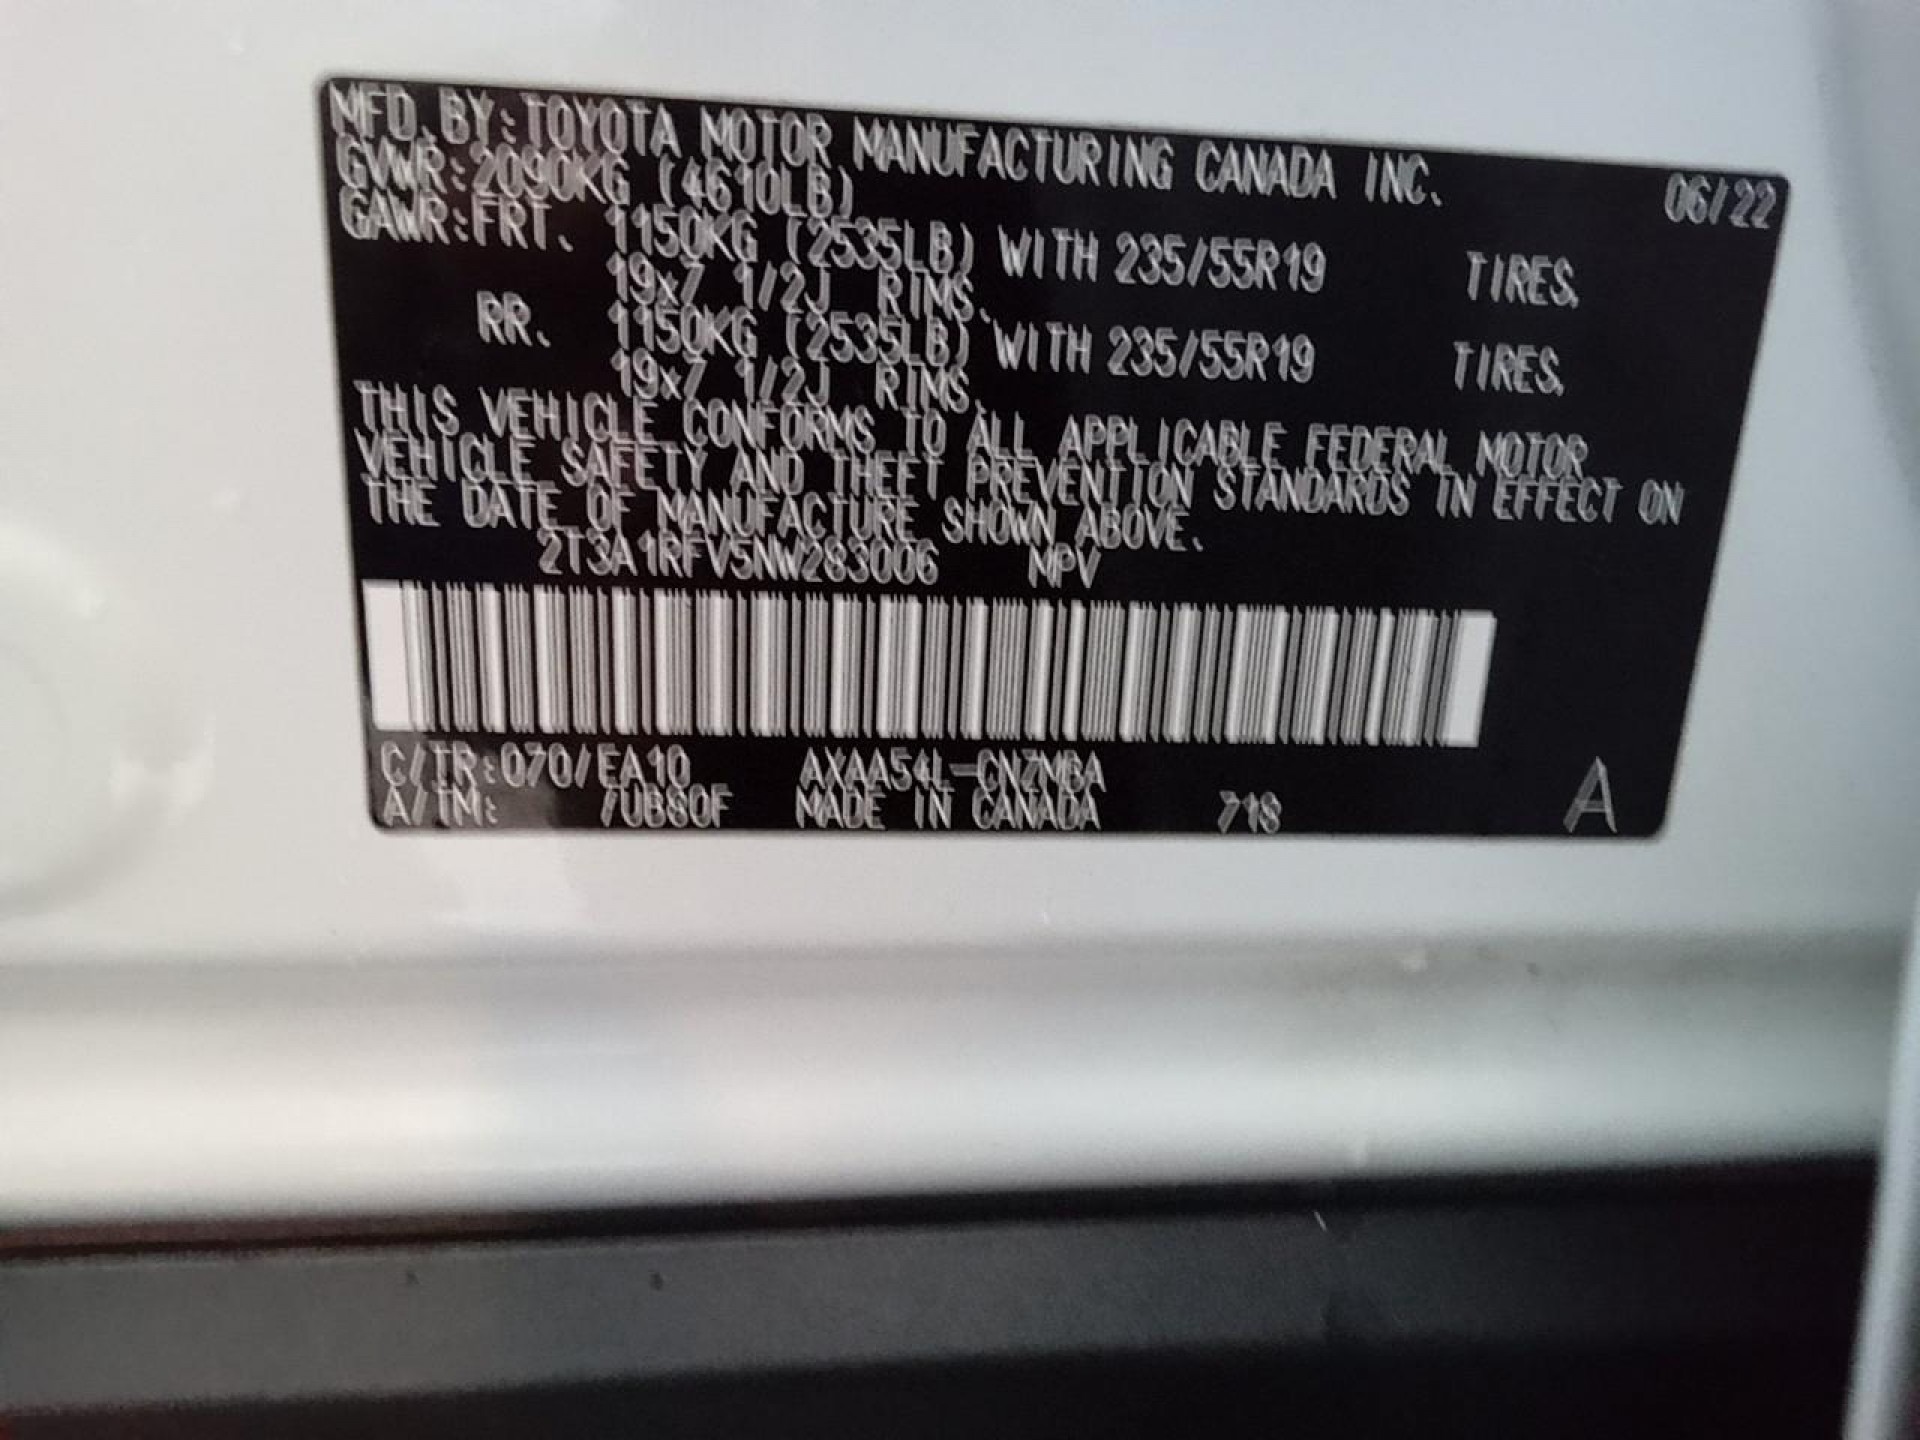 MFD. BY: TOYOTA MOTOR MANUFACTURING CANADA INC. 06/22
GVWR: 2090KG (4610LB)
GAWR: FRT. 1150KG (2535LB) WITH 235/55R19 TIRES,
19x7 1/2J RIMS.
RR. 1150KG (2535LB) WITH 235/55R19 TIRES,
19x7 1/2J RIMS.
THIS VEHICLE CONFORMS TO ALL APPLICABLE FEDERAL MOTOR
VEHICLE SAFETY AND THEFT PREVENTION STANDARDS IN EFFECT ON
THE DATE OF MANUFACTURE SHOWN ABOVE.
2T3A1RFV5NW283006 MPV
C/TR: 070/EA10 AXAA54L-CNZMBA
A/TM: /UB80F MADE IN CANADA 718 A